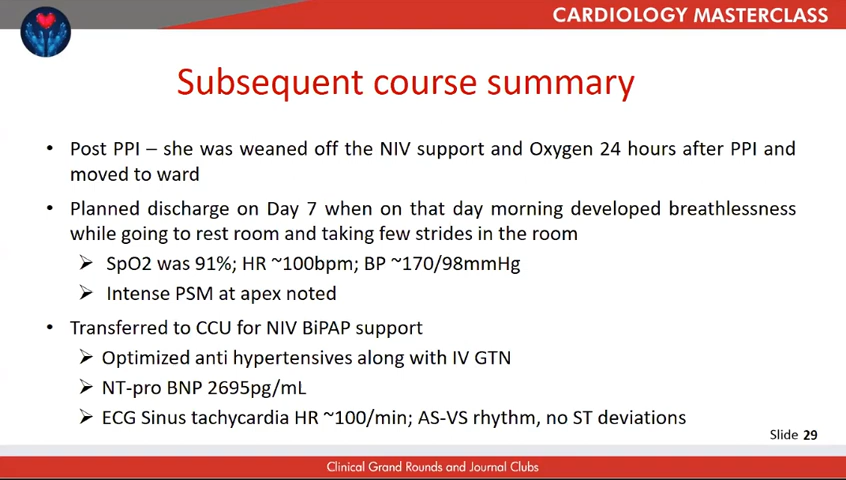 CARDIOLOGY MASTERCLASS
Subsequent course summary
• Post PPI – she was weaned off the NIV support and Oxygen 24 hours after PPI and
moved to ward
• Planned discharge on Day 7 when on that day morning developed breathlessness
while going to rest room and taking few strides in the room
➢ SpO2 was 91%; HR ~100bpm; BP ~170/98mmHg
➢ Intense PSM at apex noted
• Transferred to CCU for NIV BiPAP support
➢ Optimized anti hypertensives along with IV GTN
➢ NT-pro BNP 2695pg/mL
➢ ECG Sinus tachycardia HR ~100/min; AS-VS rhythm, no ST deviations
Slide 29
Clinical Grand Rounds and Journal Clubs